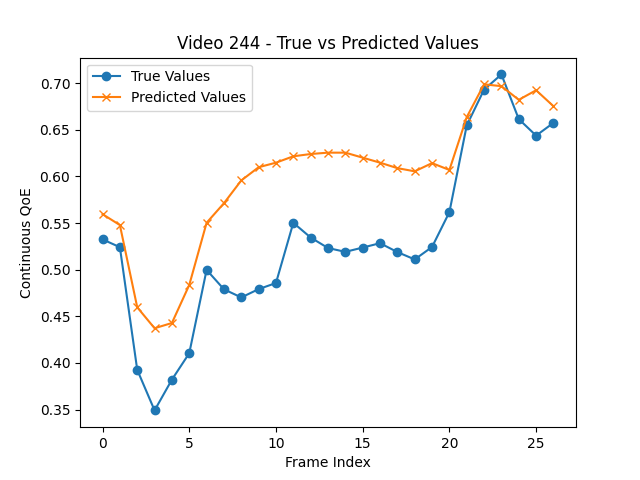 Video 244 - True vs Predicted Values
True Values
Predicted Values
Continuous QoE
0.70
0.65
0.60
0.55
0.50
0.45
0.40
0.35
0 5 10 15 20 25
Frame Index